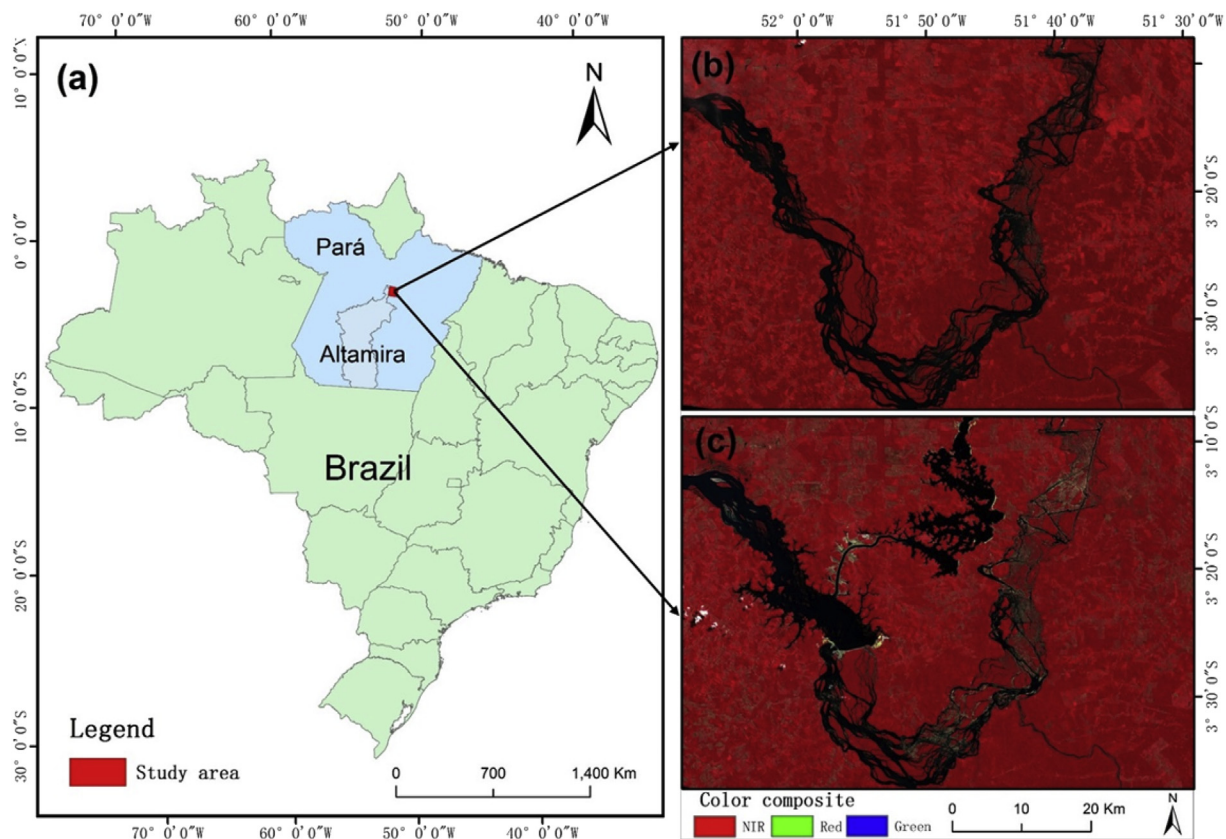 70° 0′0″W 60° 0′0″W 50° 0′0″W 40° 0′0″W
52° 0′0″W 51° 50′0″W 51° 40′0″W 51° 30′0″W
(a)
N
10° 0′0″N
0° 0′0″
10° 0′0″S
20° 0′0″S
30° 0′0″S
Pará
Altamira
Brazil
Legend
Study area
0 700 1,400 Km
70° 0′0″W 60° 0′0″W 50° 0′0″W 40° 0′0″W
(b)
3° 20′0″S
3° 30′0″S
(c)
3° 10′0″S
3° 20′0″S
3° 30′0″S
Color composite
NIR Red Green
0 10 20 Km
N